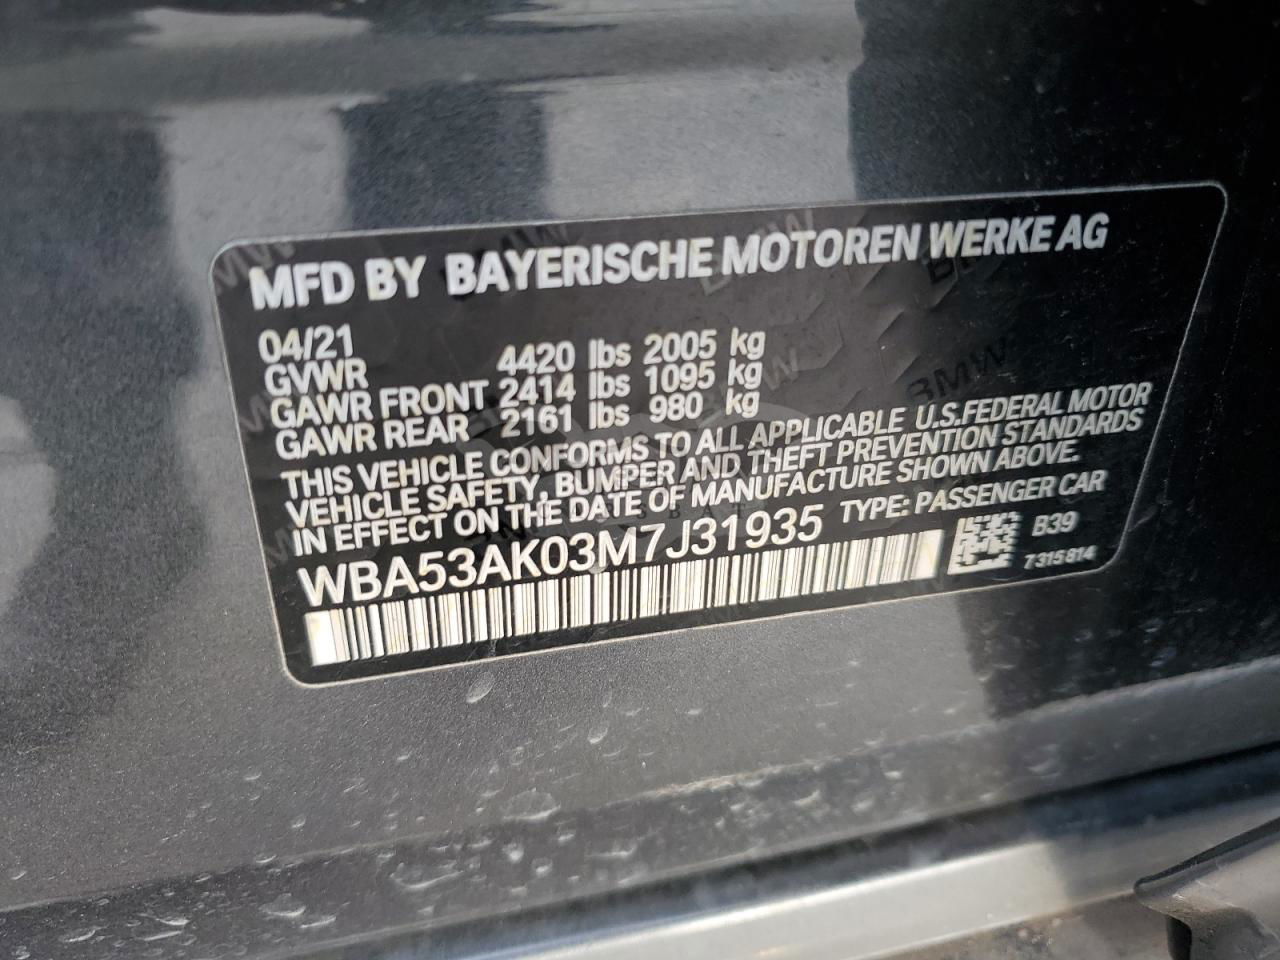 MFD BY BAYERISCHE MOTOREN WERKE AG
04/21
GVWR 4420 lbs 2005 kg
GAWR FRONT 2414 lbs 1095 kg
GAWR REAR 2161 lbs 980 kg
THIS VEHICLE CONFORMS TO ALL APPLICABLE U.S.FEDERAL MOTOR
VEHICLE SAFETY, BUMPER AND THEFT PREVENTION STANDARDS
IN EFFECT ON THE DATE OF MANUFACTURE SHOWN ABOVE.
WBA53AK03M7J31935 TYPE: PASSENGER CAR
B39
7315814